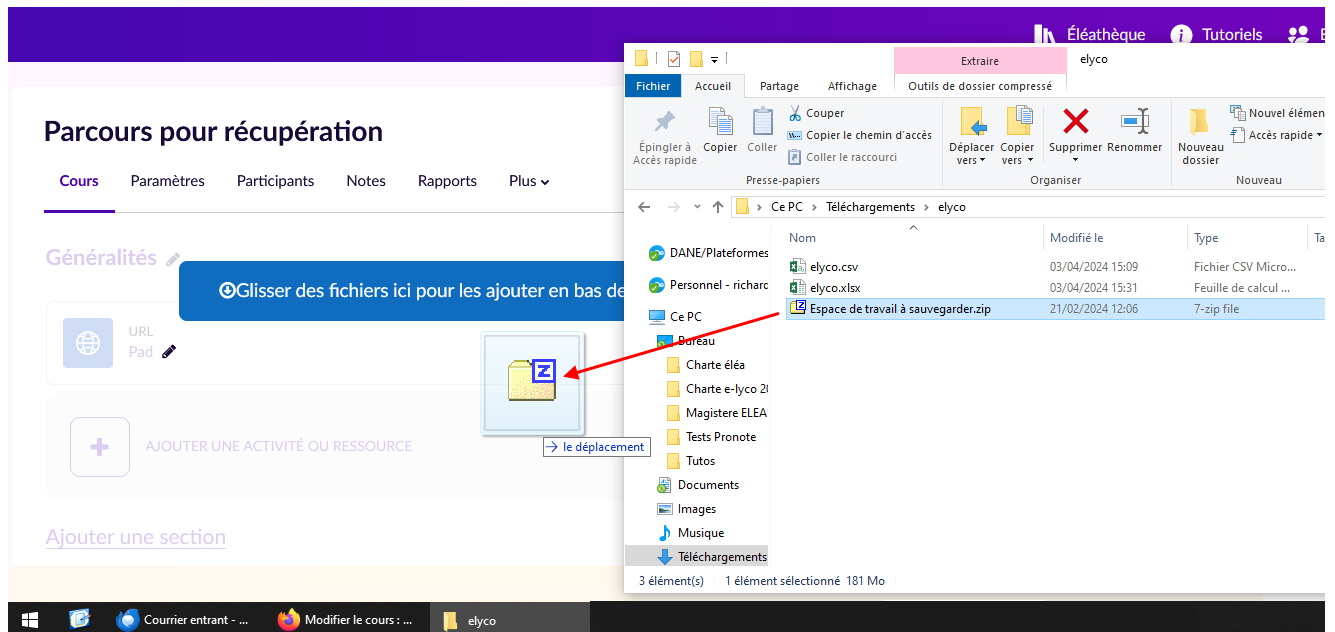 Éléathèque
Tutoriels
E
Parcours pour récupération
Cours
Paramètres
Participants
Notes
Rapports
Plus
Généralités
Glisser des fichiers ici pour les ajouter en bas de
URL
Pad
AJOUTER UNE ACTIVITÉ OU RESSOURCE
Ajouter une section
Z
le déplacement
Extraire
elyco
Fichier
Accueil
Partage
Affichage
Outils de dossier compressé
Épingler à
Accès rapide
Copier
Coller
Couper
Copier le chemin d'accès
Coller le raccourci
Presse-papiers
Déplacer
vers
Copier
vers
Supprimer
Renommer
Organiser
Nouveau
dossier
Nouvel élémen
Accès rapide
Nouveau
Ce PC
Téléchargements
elyco
Nom
Modifié le
Type
Ta
elyco.csv
03/04/2024 15:09
Fichier CSV Micro...
elyco.xlsx
03/04/2024 15:31
Feuille de calcul ...
Espace de travail à sauvegarder.zip
21/02/2024 12:06
7-zip file
DANE/Plateformes
Personnel - richard
Ce PC
Bureau
Charte éléa
Charte e-lyco 20
Magistere ELEA
Tests Pronote
Tutos
Documents
Images
Musique
Téléchargements
3 élément(s)
1 élément sélectionné 181 Mo
Courrier entrant - ...
Modifier le cours : ...
elyco